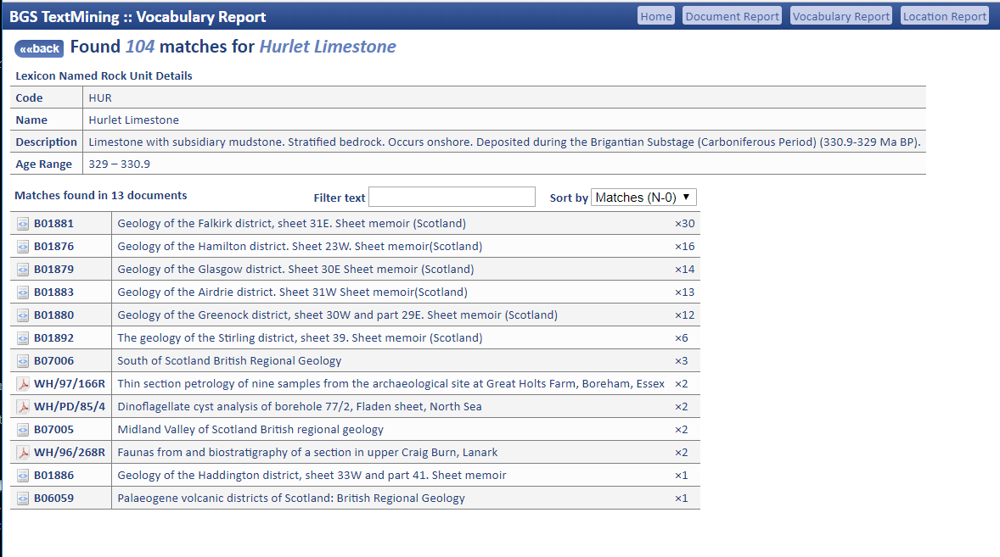 BGS TextMining :: Vocabulary Report Home Document Report Vocabulary Report Location Report
««back Found 104 matches for Hurlet Limestone
Lexicon Named Rock Unit Details
Code HUR
Name Hurlet Limestone
Description Limestone with subsidiary mudstone. Stratified bedrock. Occurs onshore. Deposited during the Brigantian Substage (Carboniferous Period) (330.9-329 Ma BP).
Age Range 329 – 330.9
Matches found in 13 documents Filter text Sort by Matches (N-0) ▼
B01881 Geology of the Falkirk district, sheet 31E. Sheet memoir (Scotland) ×30
B01876 Geology of the Hamilton district. Sheet 23W. Sheet memoir(Scotland) ×16
B01879 Geology of the Glasgow district. Sheet 30E Sheet memoir (Scotland) ×14
B01883 Geology of the Airdrie district. Sheet 31W Sheet memoir(Scotland) ×13
B01880 Geology of the Greenock district, sheet 30W and part 29E. Sheet memoir (Scotland) ×12
B01892 The geology of the Stirling district, sheet 39. Sheet memoir (Scotland) ×6
B07006 South of Scotland British Regional Geology ×3
WH/97/166R Thin section petrology of nine samples from the archaeological site at Great Holts Farm, Boreham, Essex ×2
WH/PD/85/4 Dinoflagellate cyst analysis of borehole 77/2, Fladen sheet, North Sea ×2
B07005 Midland Valley of Scotland British regional geology ×2
WH/96/268R Faunas from and biostratigraphy of a section in upper Craig Burn, Lanark ×2
B01886 Geology of the Haddington district, sheet 33W and part 41. Sheet memoir ×1
B06059 Palaeogene volcanic districts of Scotland: British Regional Geology ×1